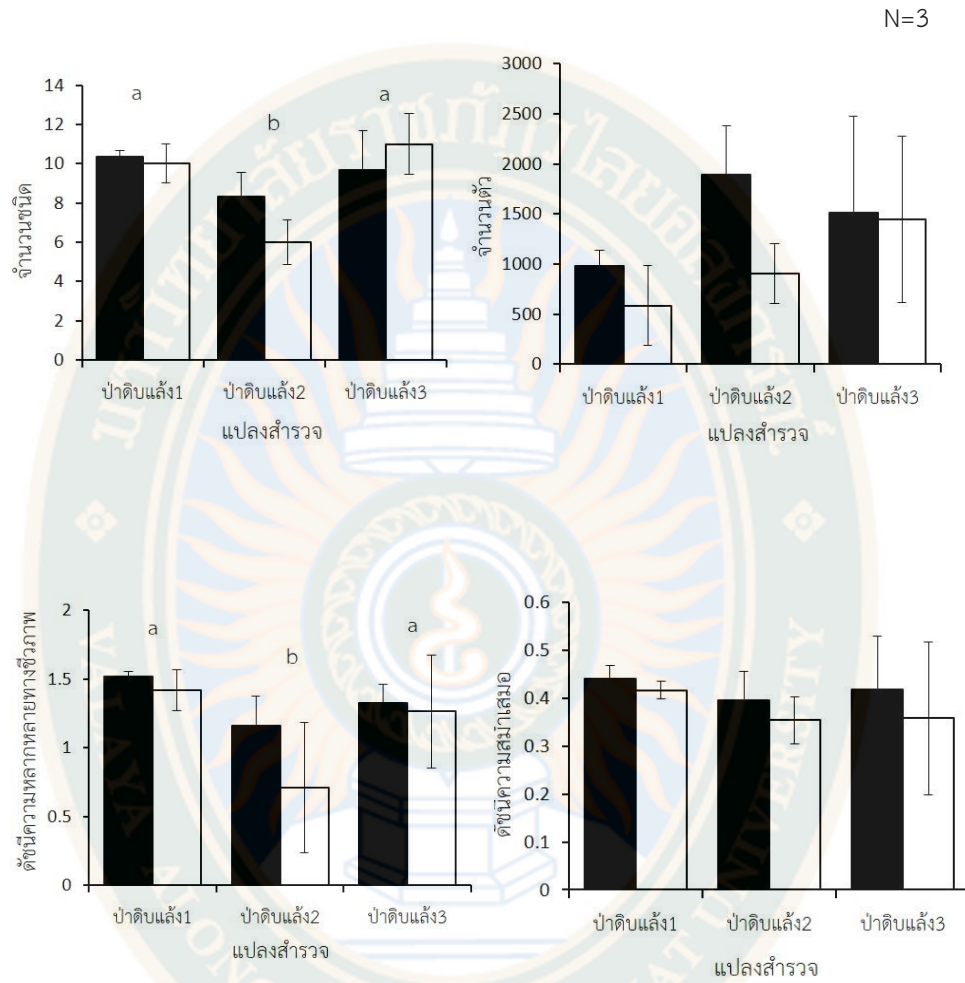 N=3
จำนวนชนิด
14
12
10
8
6
4
2
0
a
b
a
ป่าดิบแล้ง1
ป่าดิบแล้ง2
ป่าดิบแล้ง3
แปลงสำรวจ
จำนวนตัว
3000
2500
2000
1500
1000
500
0
ป่าดิบแล้ง1
ป่าดิบแล้ง2
ป่าดิบแล้ง3
แปลงสำรวจ
ดัชนีความหลากหลายทางชีวภาพ
2
1.5
1
0.5
0
a
b
a
ป่าดิบแล้ง1
ป่าดิบแล้ง2
ป่าดิบแล้ง3
แปลงสำรวจ
ดัชนีความสม่ำเสมอ
0.6
0.5
0.4
0.3
0.2
0.1
0
ป่าดิบแล้ง1
ป่าดิบแล้ง2
ป่าดิบแล้ง3
แปลงสำรวจ
UNIVERSITY